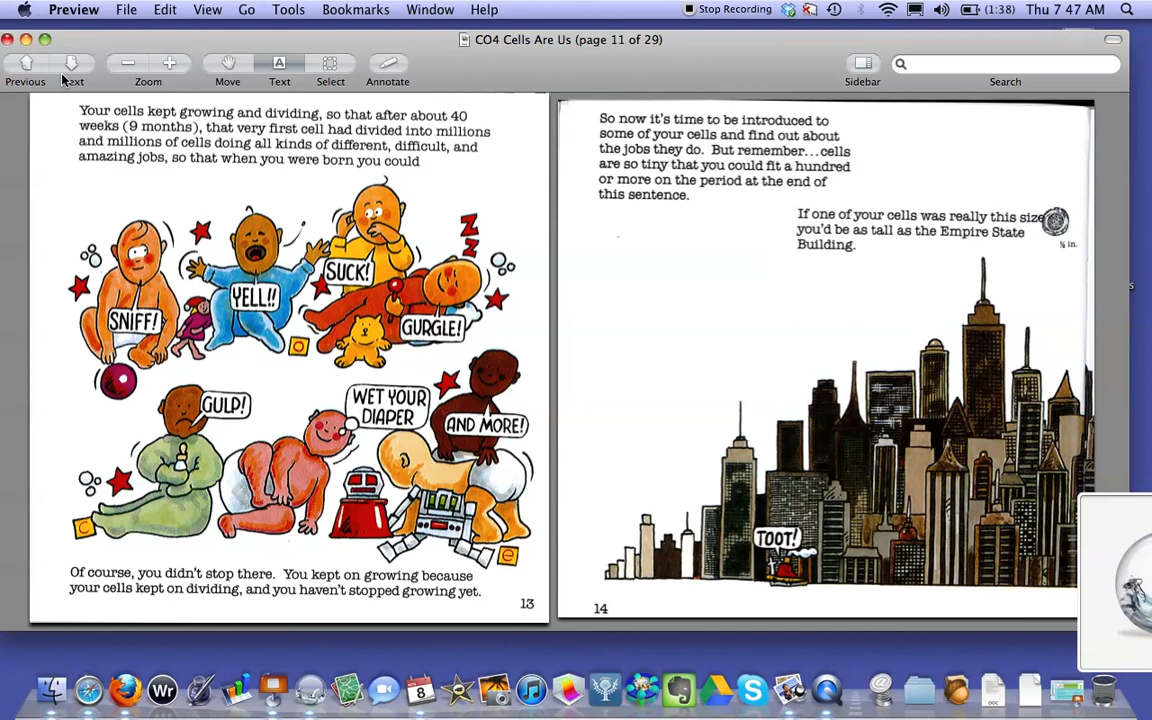 Preview File Edit View Go Tools Bookmarks Window Help Stop Recording (1:38) Thu 7 47 AM
CO4 Cells Are Us (page 11 of 29)
Previous Zoom Move Text Select Annotate Sidebar Search
Your cells kept growing and dividing, so that after about 40
weeks (9 months), that very first cell had divided into millions
and millions of cells doing all kinds of different, difficult, and
amazing jobs, so that when you were born you could
SNIFF!
YELL!!
SUCK!
Z
Z
GURGLE!
O
GULP!
WET YOUR
DIAPER
AND MORE!
C
e
Of course, you didn't stop there. You kept on growing because
your cells kept on dividing, and you haven't stopped growing yet.
13
So now it's time to be introduced to
some of your cells and find out about
the jobs they do. But remember...cells
are so tiny that you could fit a hundred
or more on the period at the end of
this sentence.
If one of your cells was really this size
you'd be as tall as the Empire State
Building.
in.
TOOT!
14
Wr
NOV
8
DOC